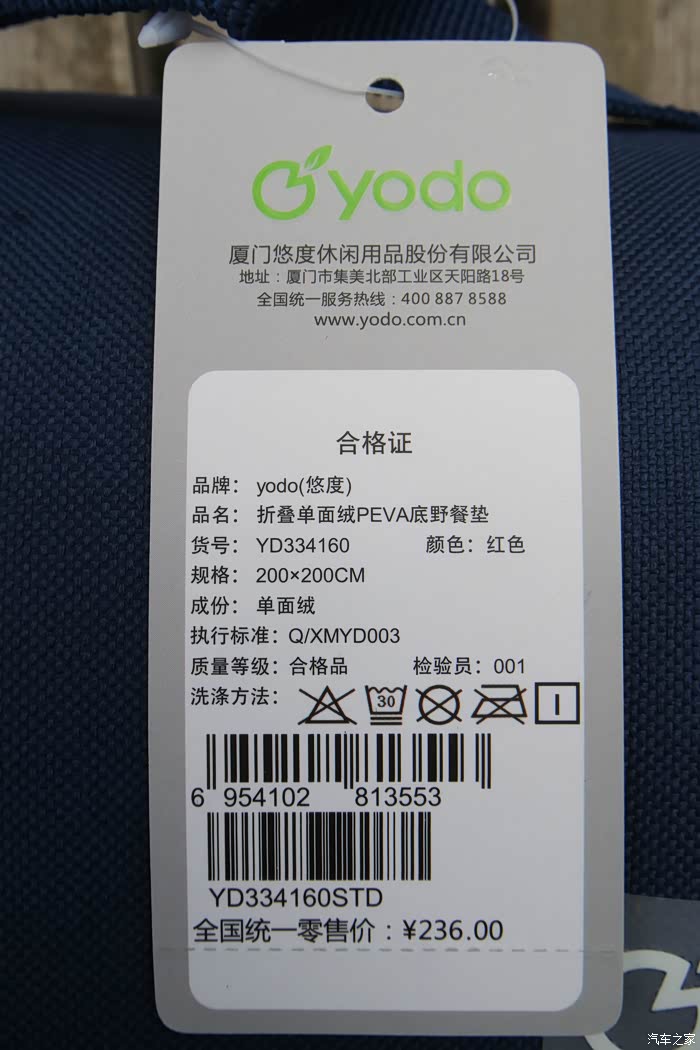 yodo
厦门悠度休闲用品股份有限公司
地址：厦门市集美北部工业区天阳路18号
全国统一服务热线：400 887 8588
www.yodo.com.cn
合格证
品牌： yodo(悠度)
品名： 折叠单面绒PEVA底野餐垫
货号： YD334160 颜色：红色
规格： 200×200CM
成份： 单面绒
执行标准：Q/XMYD003
质量等级：合格品 检验员：001
洗涤方法：
30
6 954102 813553
YD334160STD
全国统一零售价：¥236.00
汽车之家